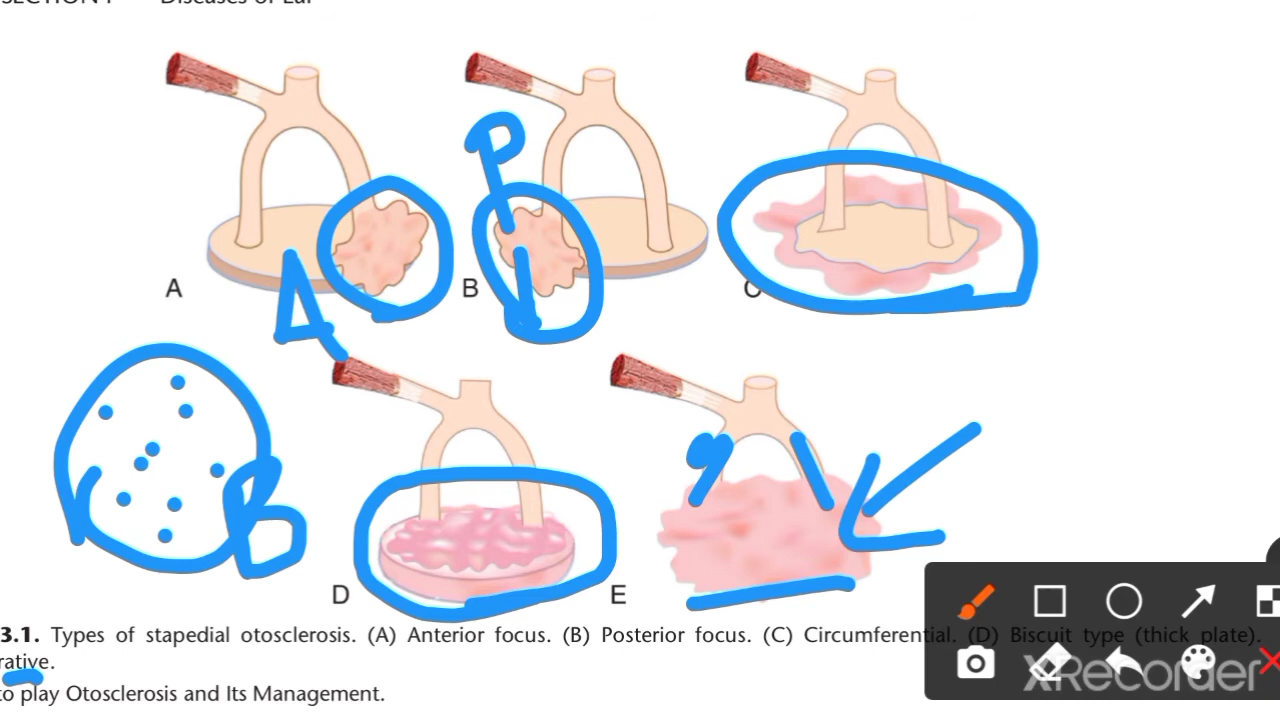 SECTION I Diseases of Ear
A
B
P
C
A
B
D
E
3.1. Types of stapedial otosclerosis. (A) Anterior focus. (B) Posterior focus. (C) Circumferential. (D) Biscuit type (thick plate).
rative.
to play Otosclerosis and Its Management.
XRecorder